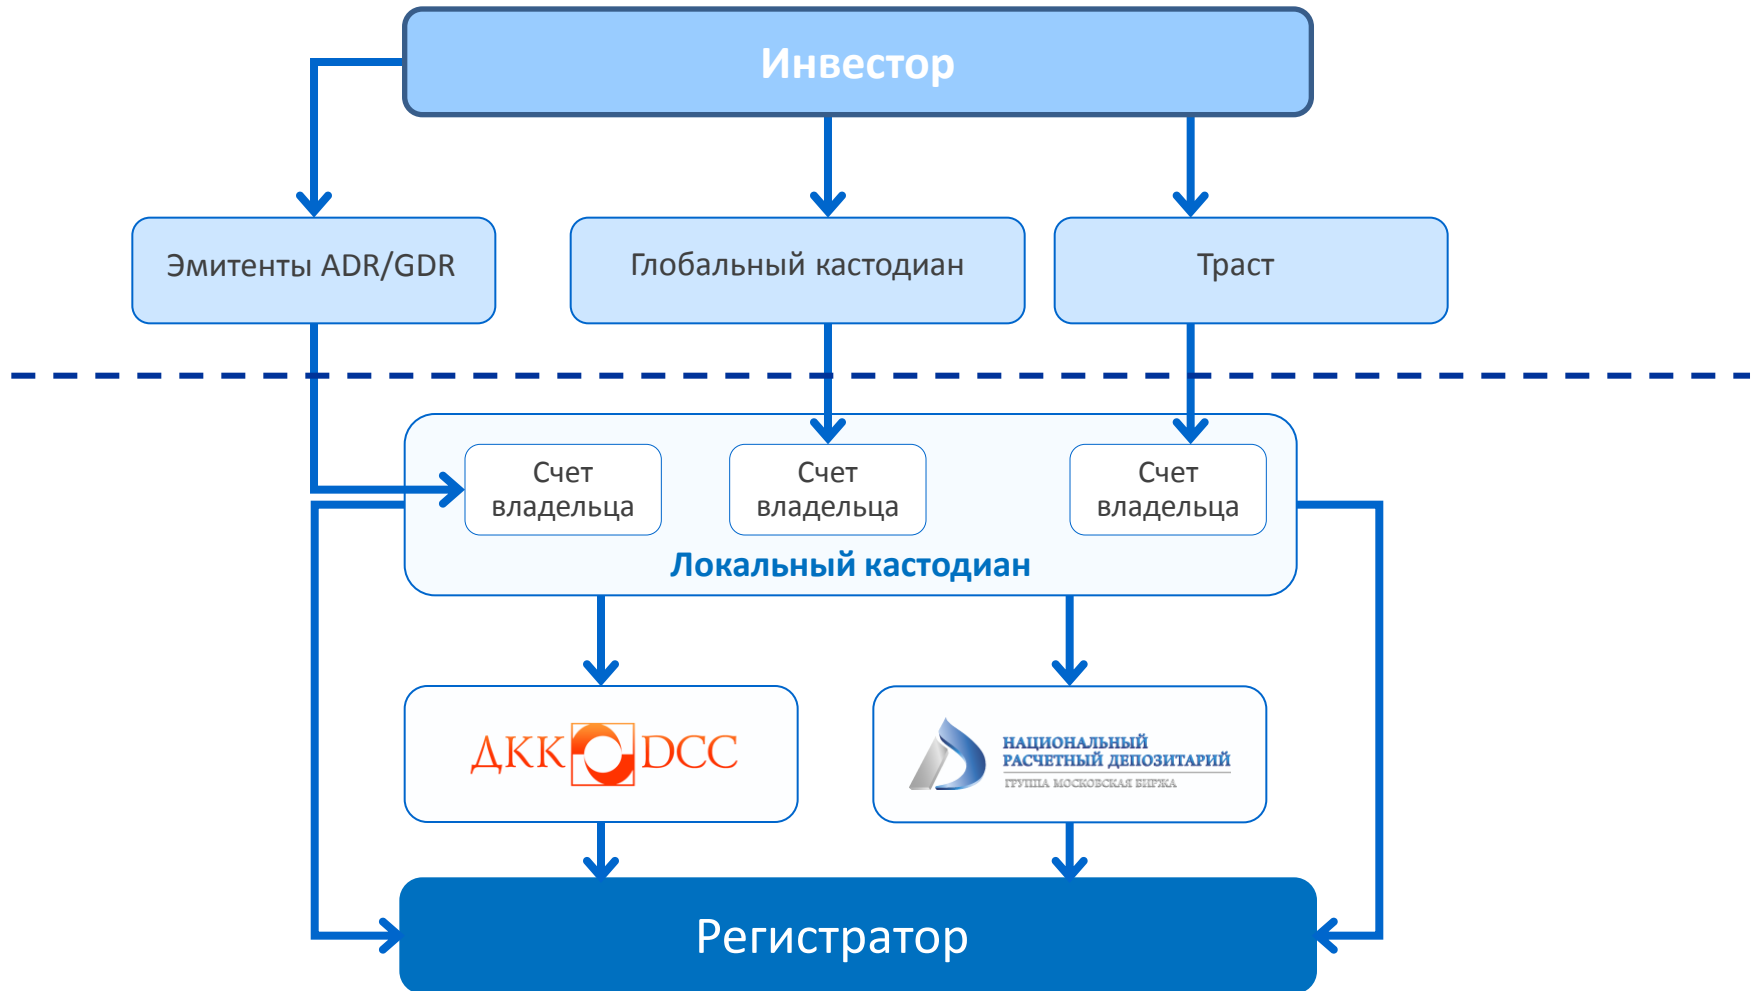 Инвестор
Эмитенты ADR/GDR
Глобальный кастодиан
Траст
Счет
владельца
Счет
владельца
Счет
владельца
Локальный кастодиан
ДКК DCC
НАЦИОНАЛЬНЫЙ
РАСЧЕТНЫЙ ДЕПОЗИТАРИЙ
ГРУППА МОСКОВСКАЯ БИРЖА
Регистратор